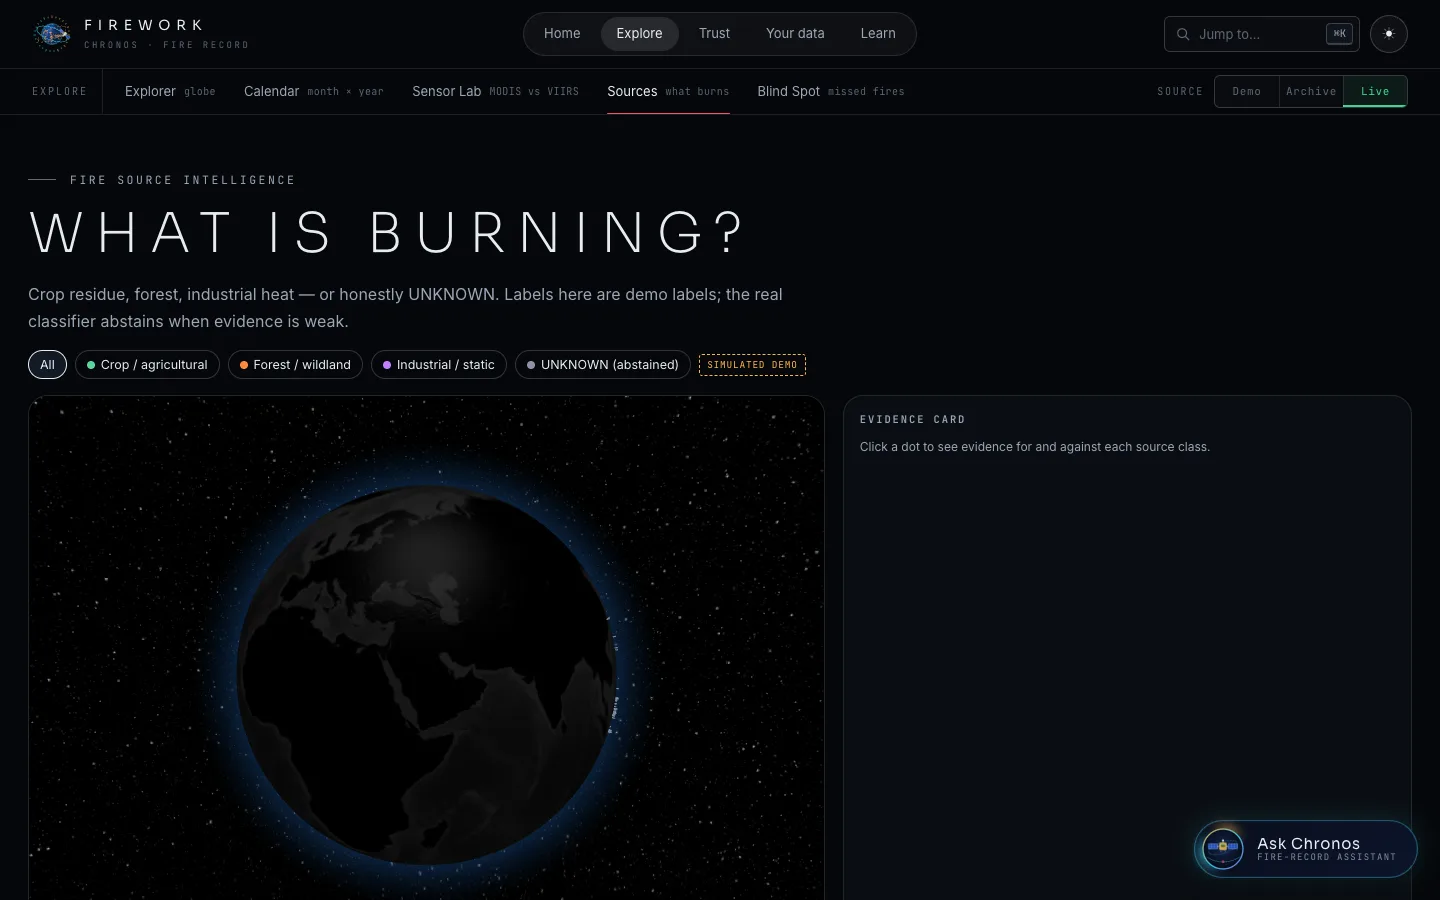 FIREWORK
CHRONOS · FIRE RECORD
Home
Explore
Trust
Your data
Learn
Jump to...
⌘K
EXPLORE
Explorer globe
Calendar month × year
Sensor Lab MODIS vs VIIRS
Sources what burns
Blind Spot missed fires
SOURCE
Demo
Archive
Live
FIRE SOURCE INTELLIGENCE
WHAT IS BURNING?
Crop residue, forest, industrial heat — or honestly UNKNOWN. Labels here are demo labels; the real
classifier abstains when evidence is weak.
All
Crop / agricultural
Forest / wildland
Industrial / static
UNKNOWN (abstained)
SIMULATED DEMO
EVIDENCE CARD
Click a dot to see evidence for and against each source class.
Ask Chronos
FIRE-RECORD ASSISTANT